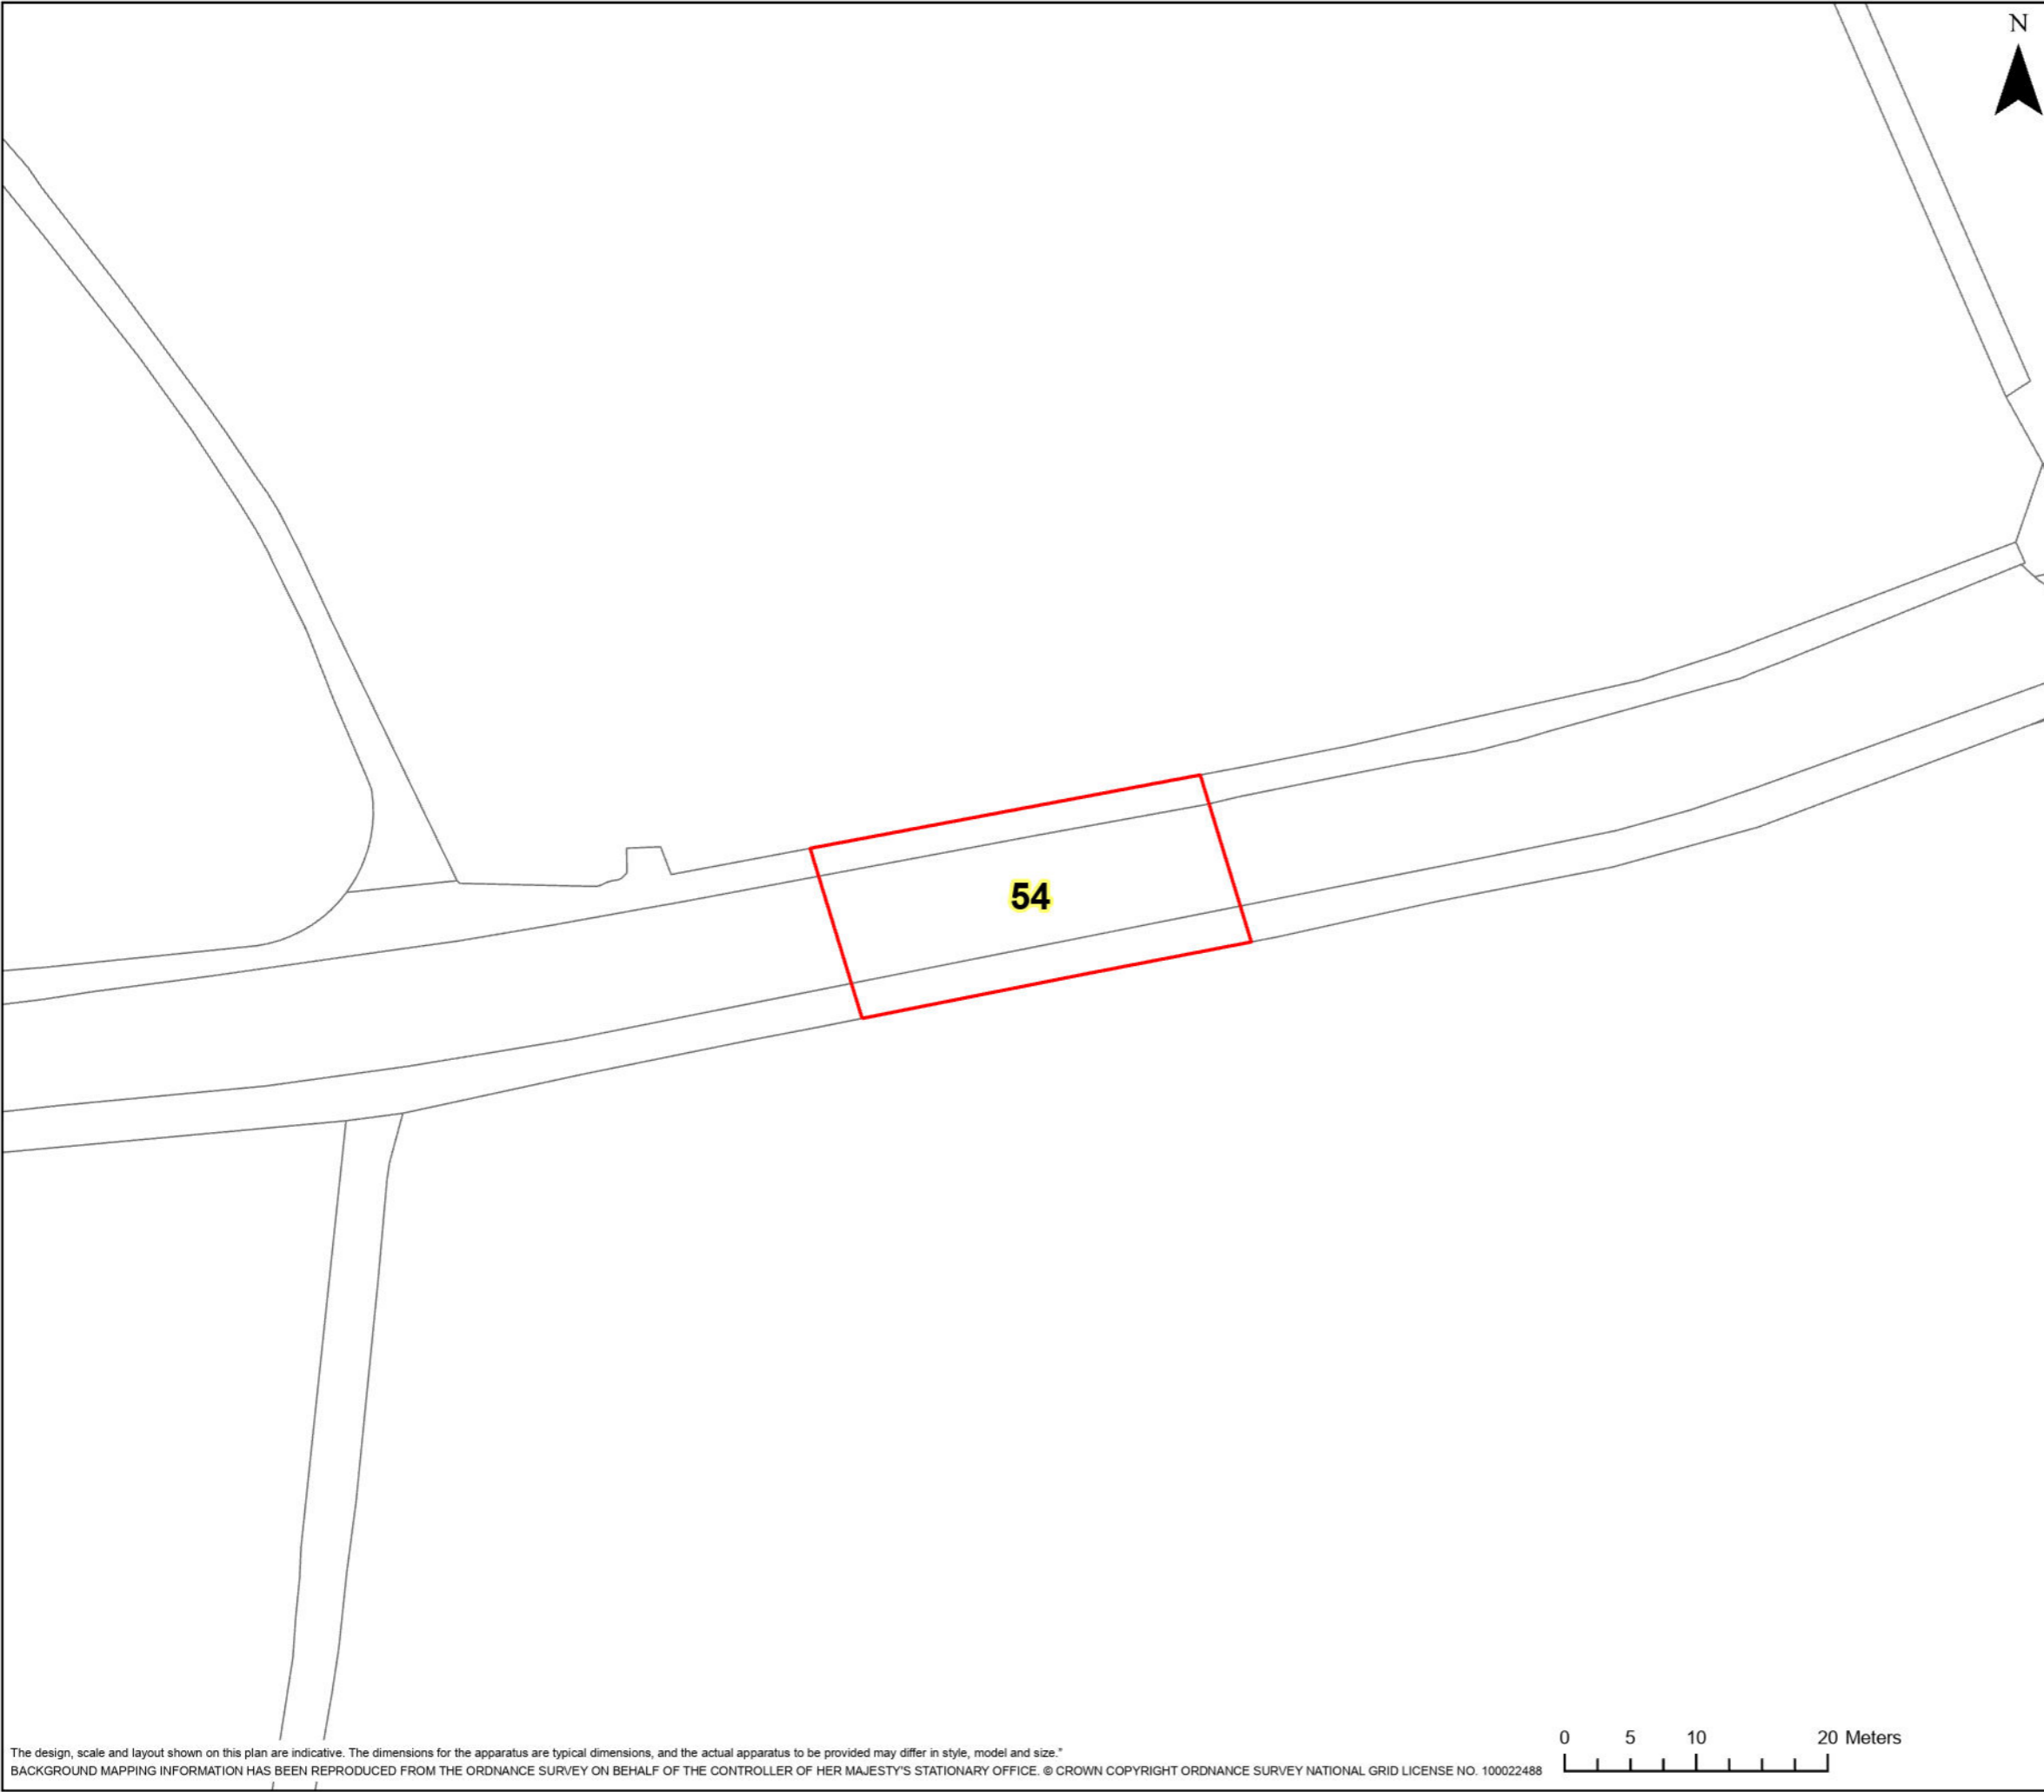 N
54
0 5 10 20 Meters
The design, scale and layout shown on this plan are indicative. The dimensions for the apparatus are typical dimensions, and the actual apparatus to be provided may differ in style, model and size."
BACKGROUND MAPPING INFORMATION HAS BEEN REPRODUCED FROM THE ORDNANCE SURVEY ON BEHALF OF THE CONTROLLER OF HER MAJESTY'S STATIONARY OFFICE. © CROWN COPYRIGHT ORDNANCE SURVEY NATIONAL GRID LICENSE NO. 100022488